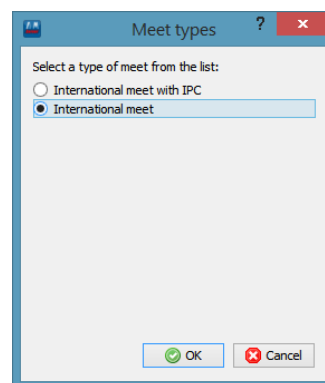 Meet types
?
Select a type of meet from the list:
International meet with IPC
International meet
OK
Cancel